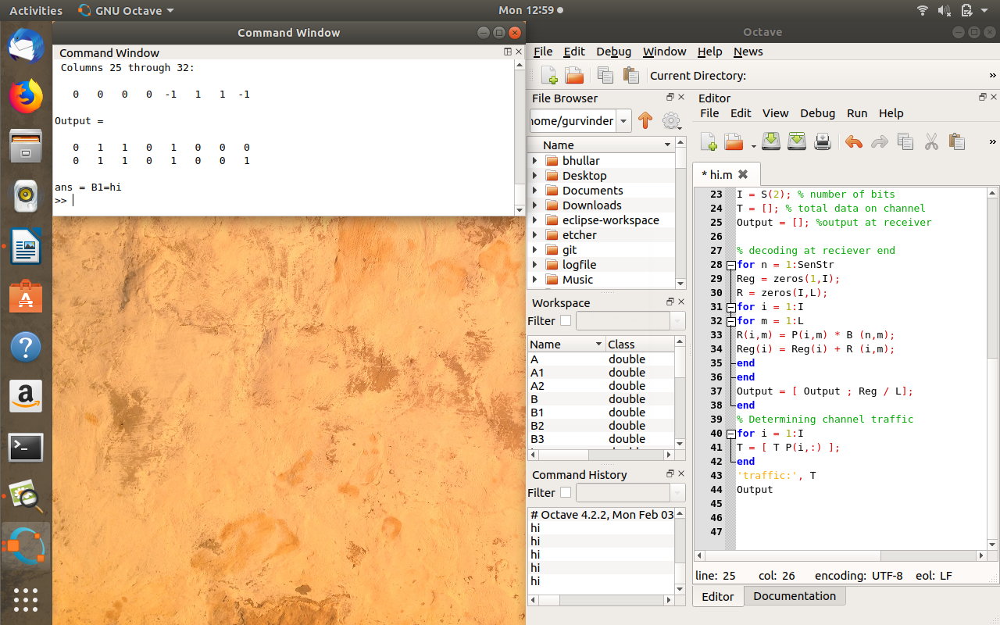 Activities GNU Octave Mon 12:59
Command Window
Command Window
Columns 25 through 32:
0 0 0 0 -1 1 1 -1
Output =
0 1 1 0 1 0 0 0
0 1 1 0 1 0 0 1
ans = B1=hi
>>
Octave
File Edit Debug Window Help News
Current Directory: »
File Browser
home/gurvinder
Name
bhullar
Desktop
Documents
Downloads
eclipse-workspace
etcher
git
logfile
Music
Workspace
Filter
Name Class
A double
A1 double
A2 double
B double
B1 double
B2 double
B3 double
Command History
Filter
# Octave 4.2.2, Mon Feb 03
hi
hi
hi
hi
hi
Editor
File Edit View Debug Run Help
»
* hi.m
23 I = S(2); % number of bits
24 T = []; % total data on channel
25 Output = []; %output at receiver
26
27 % decoding at reciever end
28 for n = 1:SenStr
29 Reg = zeros(1,I);
30 R = zeros(I,L);
31 for i = 1:I
32 for m = 1:L
33 R(i,m) = P(i,m) * B (n,m);
34 Reg(i) = Reg(i) + R (i,m);
35 end
36 end
37 Output = [ Output ; Reg / L];
38 end
39 % Determining channel traffic
40 for i = 1:I
41 T = [ T P(i,:) ];
42 end
43 'traffic:', T
44 Output
45
46
47
line: 25 col: 26 encoding: UTF-8 eol: LF
Editor Documentation